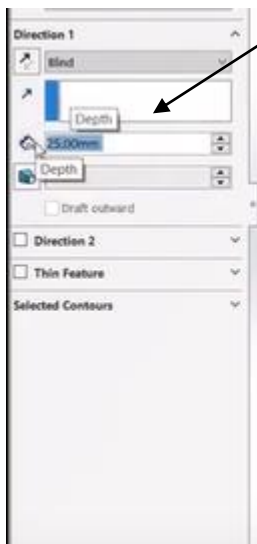 Direction 1
Blind
Depth
25.00mm
Depth
Draft outward
Direction 2
Thin Feature
Selected Contours